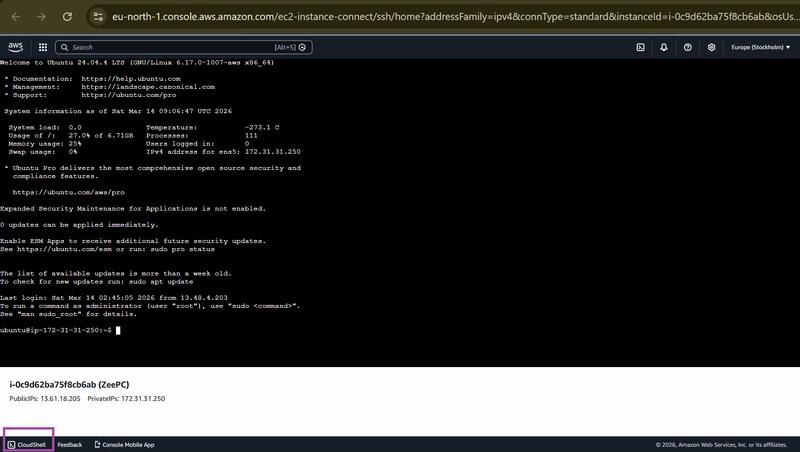 eu-north-1.console.aws.amazon.com/ec2-instance-connect/ssh/home?addressFamily=ipv4&connType=standard&instanceId=i-0c9d62ba75f8cb6ab&osUs...
aws Search [Alt+S] Europe (Stockholm)
Welcome to Ubuntu 24.04.4 LTS (GNU/Linux 6.17.0-1007-aws x86_64)
* Documentation: https://help.ubuntu.com
* Management: https://landscape.canonical.com
* Support: https://ubuntu.com/pro
System information as of Sat Mar 14 09:06:47 UTC 2026
System load: 0.0 Temperature: -273.1 C
Usage of /: 27.0% of 6.71GB Processes: 111
Memory usage: 25% Users logged in: 0
Swap usage: 0% IPv4 address for ens5: 172.31.31.250
* Ubuntu Pro delivers the most comprehensive open source security and
compliance features.
https://ubuntu.com/aws/pro
Expanded Security Maintenance for Applications is not enabled.
0 updates can be applied immediately.
Enable ESM Apps to receive additional future security updates.
See https://ubuntu.com/esm or run: sudo pro status
The list of available updates is more than a week old.
To check for new updates run: sudo apt update
Last login: Sat Mar 14 02:45:05 2026 from 13.48.4.203
To run a command as administrator (user "root"), use "sudo <command>".
See "man sudo_root" for details.
ubuntu@ip-172-31-31-250:~$
i-0c9d62ba75f8cb6ab (ZeePC)
PublicIPs: 13.61.18.205 PrivateIPs: 172.31.31.250
CloudShell Feedback Console Mobile App © 2026, Amazon Web Services, Inc. or its affiliates.